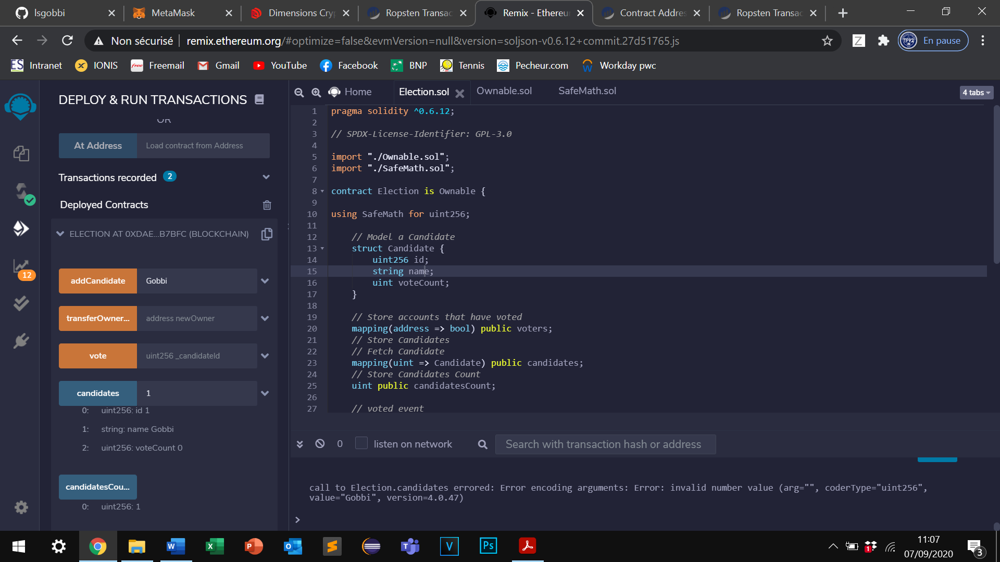 lsgobbi
MetaMask
Dimensions Cry
Ropsten Transac
Remix - Ethereu
Contract Addre
Ropsten Transac
Non sécurisé
remix.ethereum.org/#optimize=false&evmVersion=null&version=soljson-v0.6.12+commit.27d51765.js
En pause
Intranet
IONIS
Freemail
Gmail
YouTube
Facebook
BNP
Tennis
Pecheur.com
Workday pwc
DEPLOY & RUN TRANSACTIONS
OR
At Address
Load contract from Address
Transactions recorded 2
Deployed Contracts
ELECTION AT 0XDAE...B7BFC (BLOCKCHAIN)
12
addCandidate
Gobbi
transferOwner...
address newOwner
vote
uint256 _candidateId
candidates
1
0: uint256: id 1
1: string: name Gobbi
2: uint256: voteCount 0
candidatesCou...
0: uint256: 1
Home
Election.sol
Ownable.sol
SafeMath.sol
4 tabs
1 pragma solidity ^0.6.12;
2
3 // SPDX-License-Identifier: GPL-3.0
4
5 import "./Ownable.sol";
6 import "./SafeMath.sol";
7
8 contract Election is Ownable {
9
10 using SafeMath for uint256;
11
12 // Model a Candidate
13 struct Candidate {
14 uint256 id;
15 string name;
16 uint voteCount;
17 }
18
19 // Store accounts that have voted
20 mapping(address => bool) public voters;
21 // Store Candidates
22 // Fetch Candidate
23 mapping(uint => Candidate) public candidates;
24 // Store Candidates Count
25 uint public candidatesCount;
26
27 // voted event
0
listen on network
Search with transaction hash or address
call to Election.candidates errored: Error encoding arguments: Error: invalid number value (arg="", coderType="uint256",
value="Gobbi", version=4.0.47)
>
11:07
07/09/2020
3